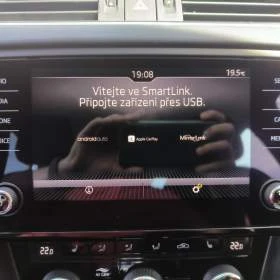 19:08
19.5°C
Vítejte ve SmartLink.
Připojte zařízení přes USB.
androidauto
Apple CarPlay
MirrorLink
22.0
22.0